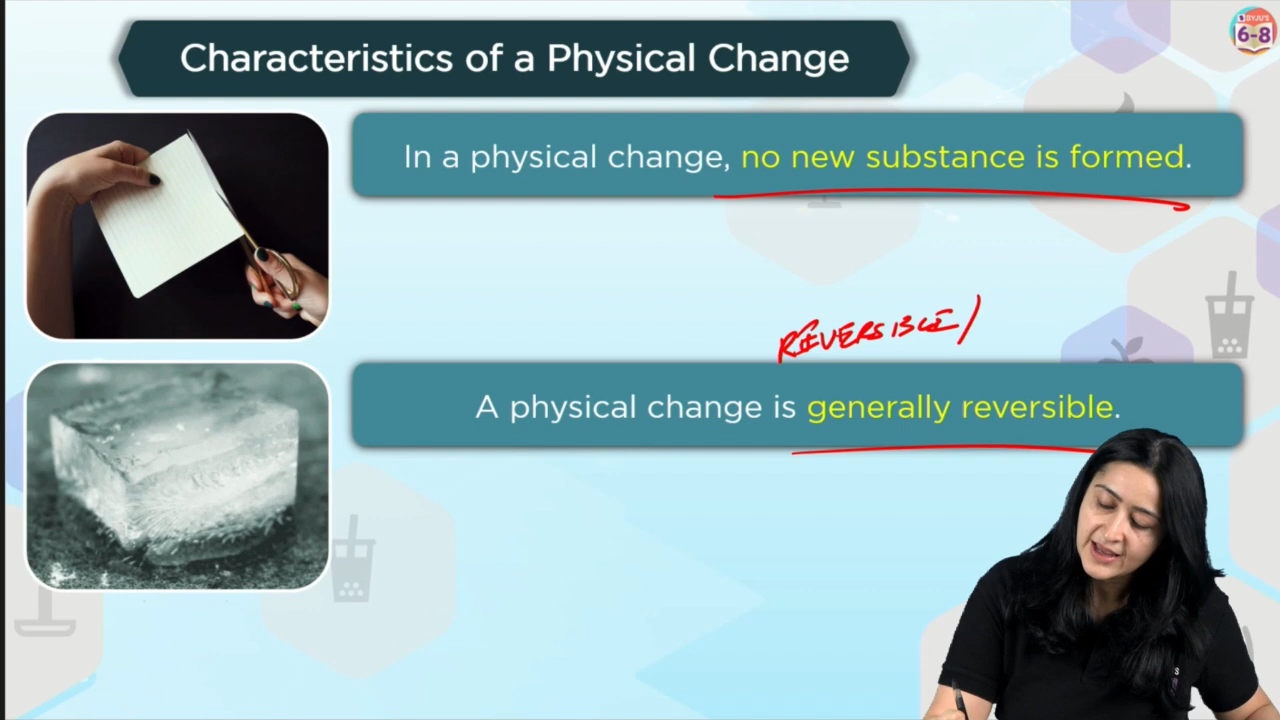 Characteristics of a Physical Change
BYJU'S
6-8
In a physical change, no new substance is formed.
REVERSIBLE/
A physical change is generally reversible.